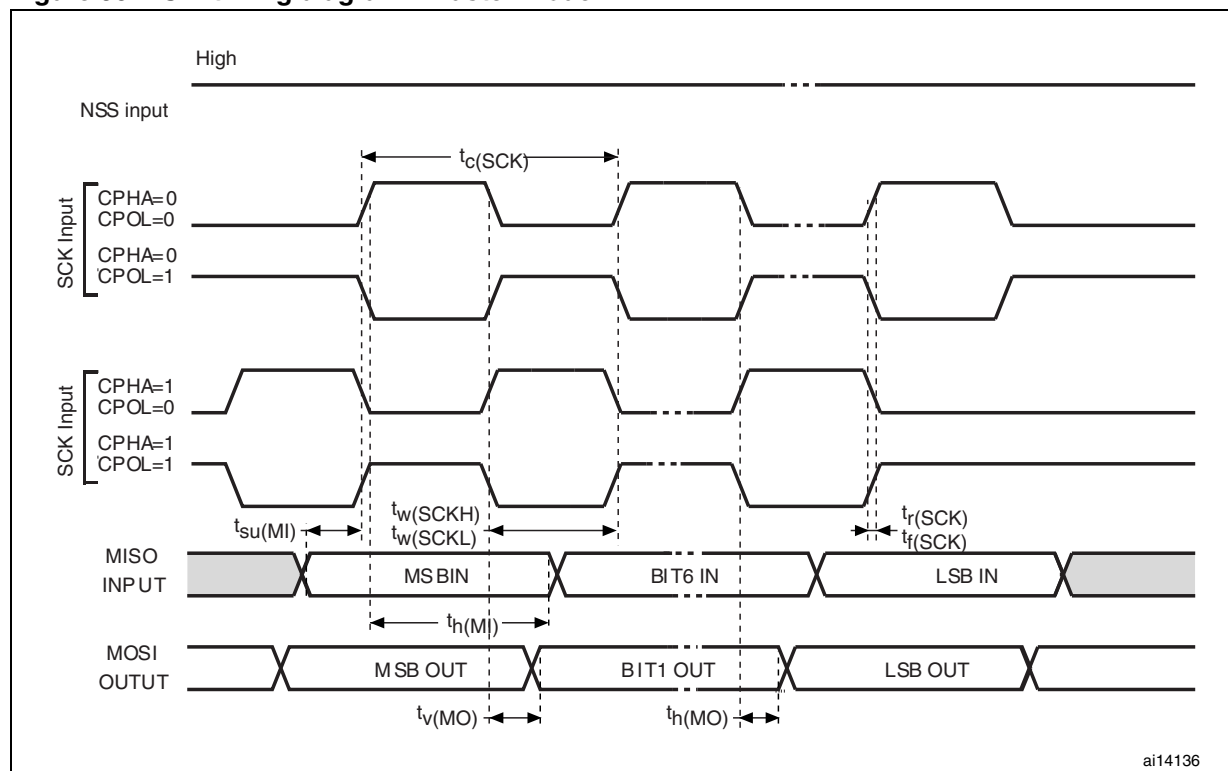 High
NSS input
tc(SCK)
SCK Input
CPHA=0
CPOL=0
CPHA=0
CPOL=1
SCK Input
CPHA=1
CPOL=0
CPHA=1
CPOL=1
tsu(MI)
tw(SCKH)
tw(SCKL)
tr(SCK)
tf(SCK)
MISO
INPUT
MSBIN
BIT6 IN
LSB IN
th(MI)
MOSI
OUTUT
MSB OUT
BIT1 OUT
LSB OUT
tv(MO)
th(MO)
ai14136